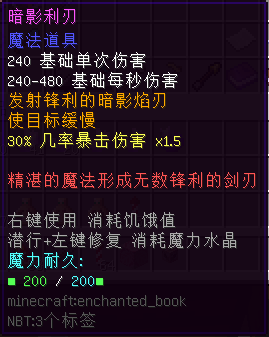 暗影利刃
魔法道具
240 基础单次伤害
240-480 基础每秒伤害
发射锋利的暗影焰刃
使目标缓慢
30% 几率暴击伤害 x1.5
精湛的魔法形成无数锋利的剑刃
右键使用 消耗饥饿值
潜行+左键修复 消耗魔力水晶
魔力耐久:
■ 200 / 200■
minecraft:enchanted_book
NBT:3个标签